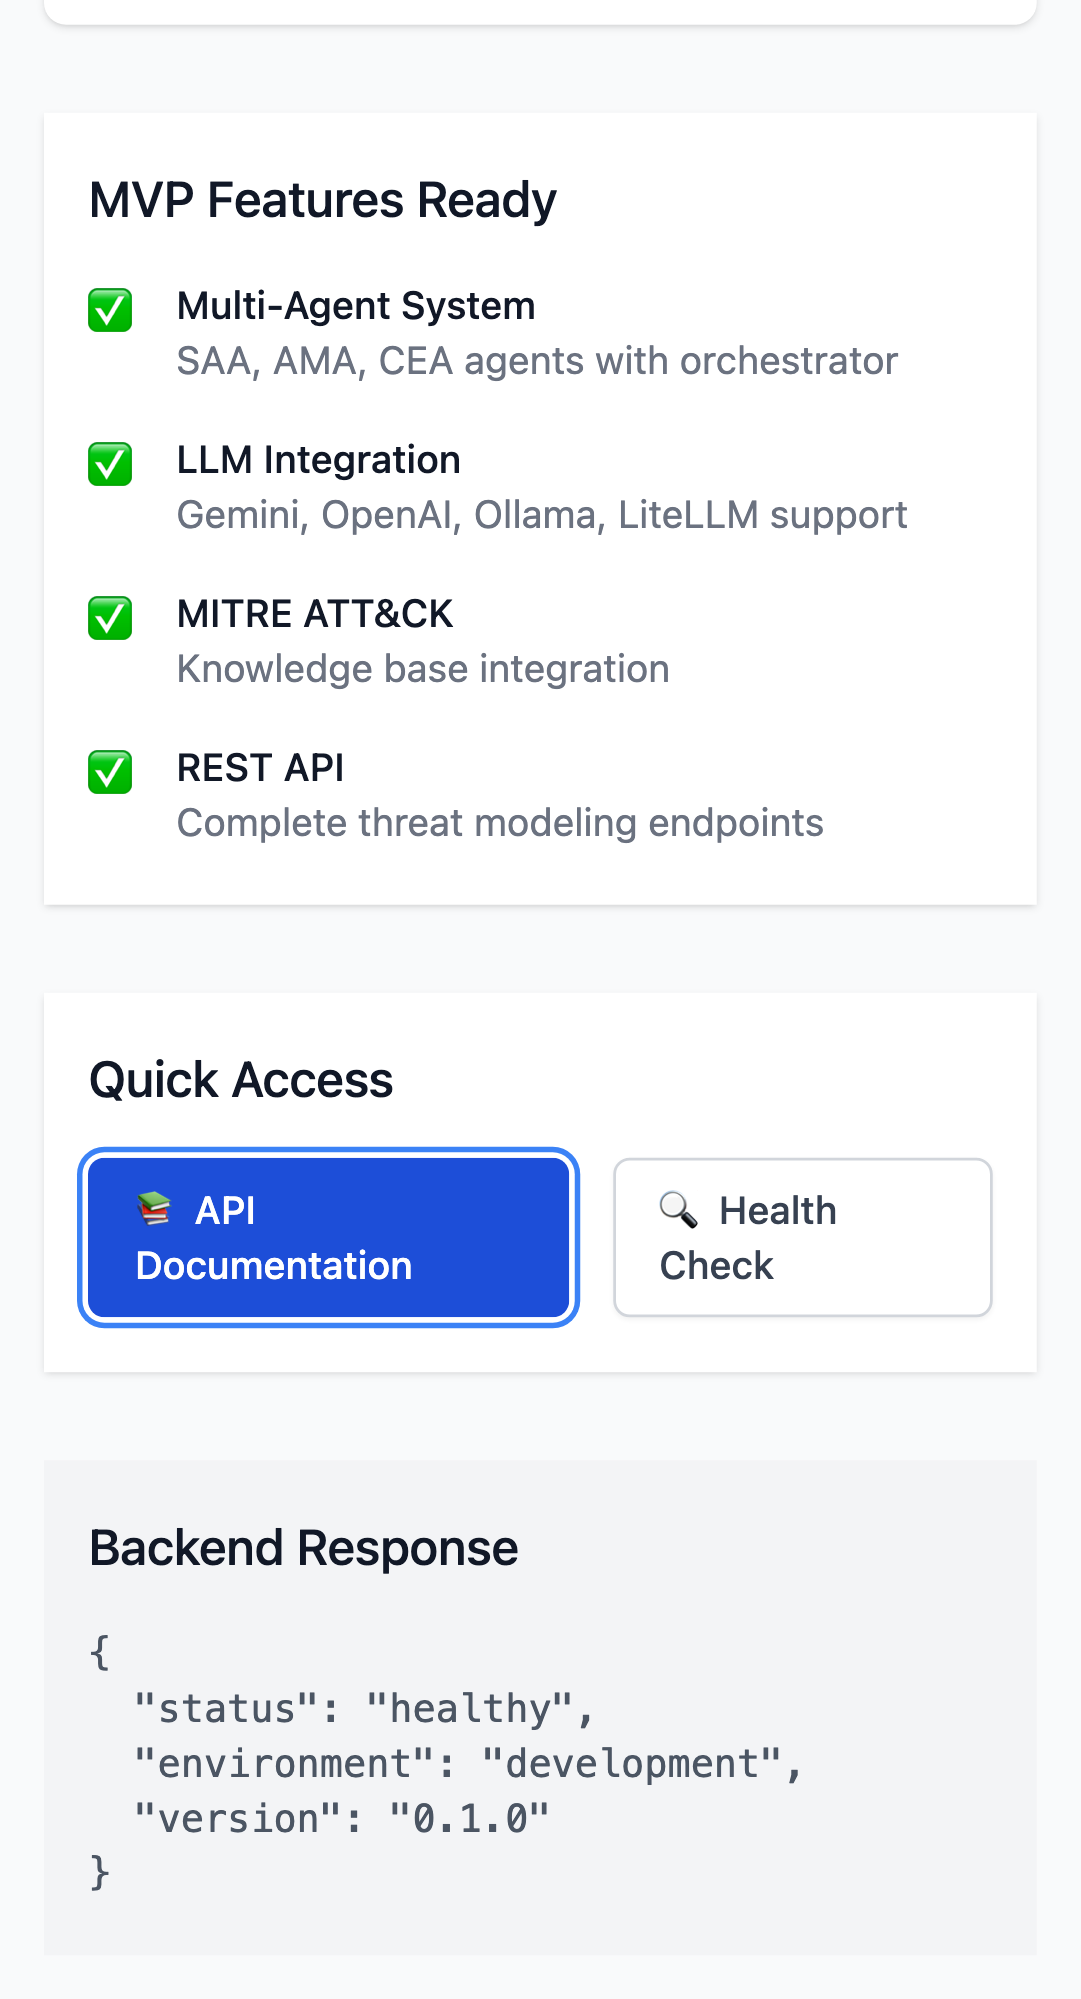 MVP Features Ready
✅ Multi-Agent System
SAA, AMA, CEA agents with orchestrator
✅ LLM Integration
Gemini, OpenAI, Ollama, LiteLLM support
✅ MITRE ATT&CK
Knowledge base integration
✅ REST API
Complete threat modeling endpoints
Quick Access
📚 API
Documentation
🔍 Health
Check
Backend Response
{
  "status": "healthy",
  "environment": "development",
  "version": "0.1.0"
}